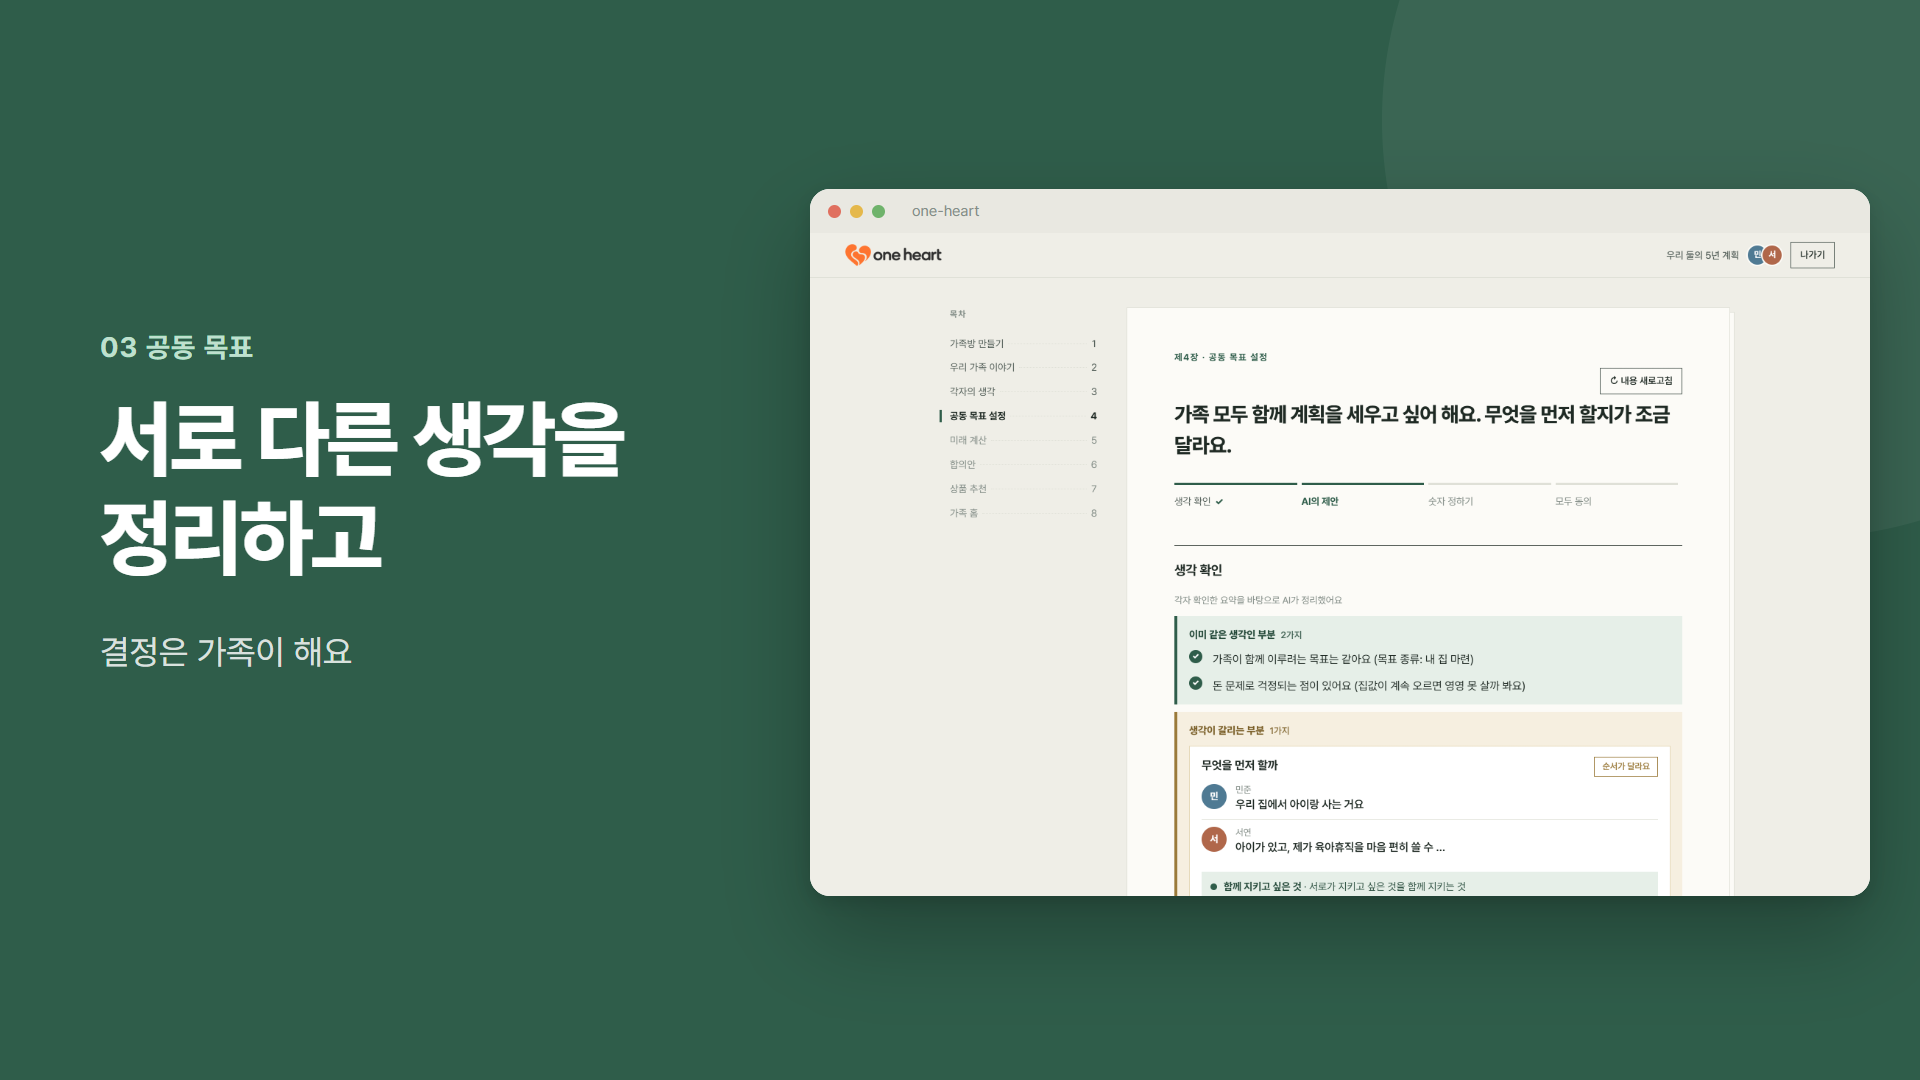 03 공동 목표
서로 다른 생각을
정리하고
결정은 가족이 해요
one-heart
one heart
우리 둘의 5년 계획
민
서
나가기
목차
가족방 만들기 1
우리 가족 이야기 2
각자의 생각 3
공동 목표 설정 4
미래 계산 5
합의안 6
상품 추천 7
가족 홈 8
제4장 · 공동 목표 설정
내용 새로고침
가족 모두 함께 계획을 세우고 싶어 해요. 무엇을 먼저 할지가 조금
달라요.
생각 확인
AI의 제안
숫자 정하기
모두 동의
생각 확인
각자 확인한 요약을 바탕으로 AI가 정리했어요
이미 같은 생각인 부분 2가지
가족이 함께 이루려는 목표는 같아요 (목표 종류: 내 집 마련)
돈 문제로 걱정되는 점이 있어요 (집값이 계속 오르면 영영 못 살까 봐요)
생각이 갈리는 부분 1가지
무엇을 먼저 할까
순서가 달라요
민
민준
우리 집에서 아이랑 사는 거요
서
서연
아이가 있고, 제가 육아휴직을 마음 편히 쓸 수 ...
함께 지키고 싶은 것 · 서로가 지키고 싶은 것을 함께 지키는 것